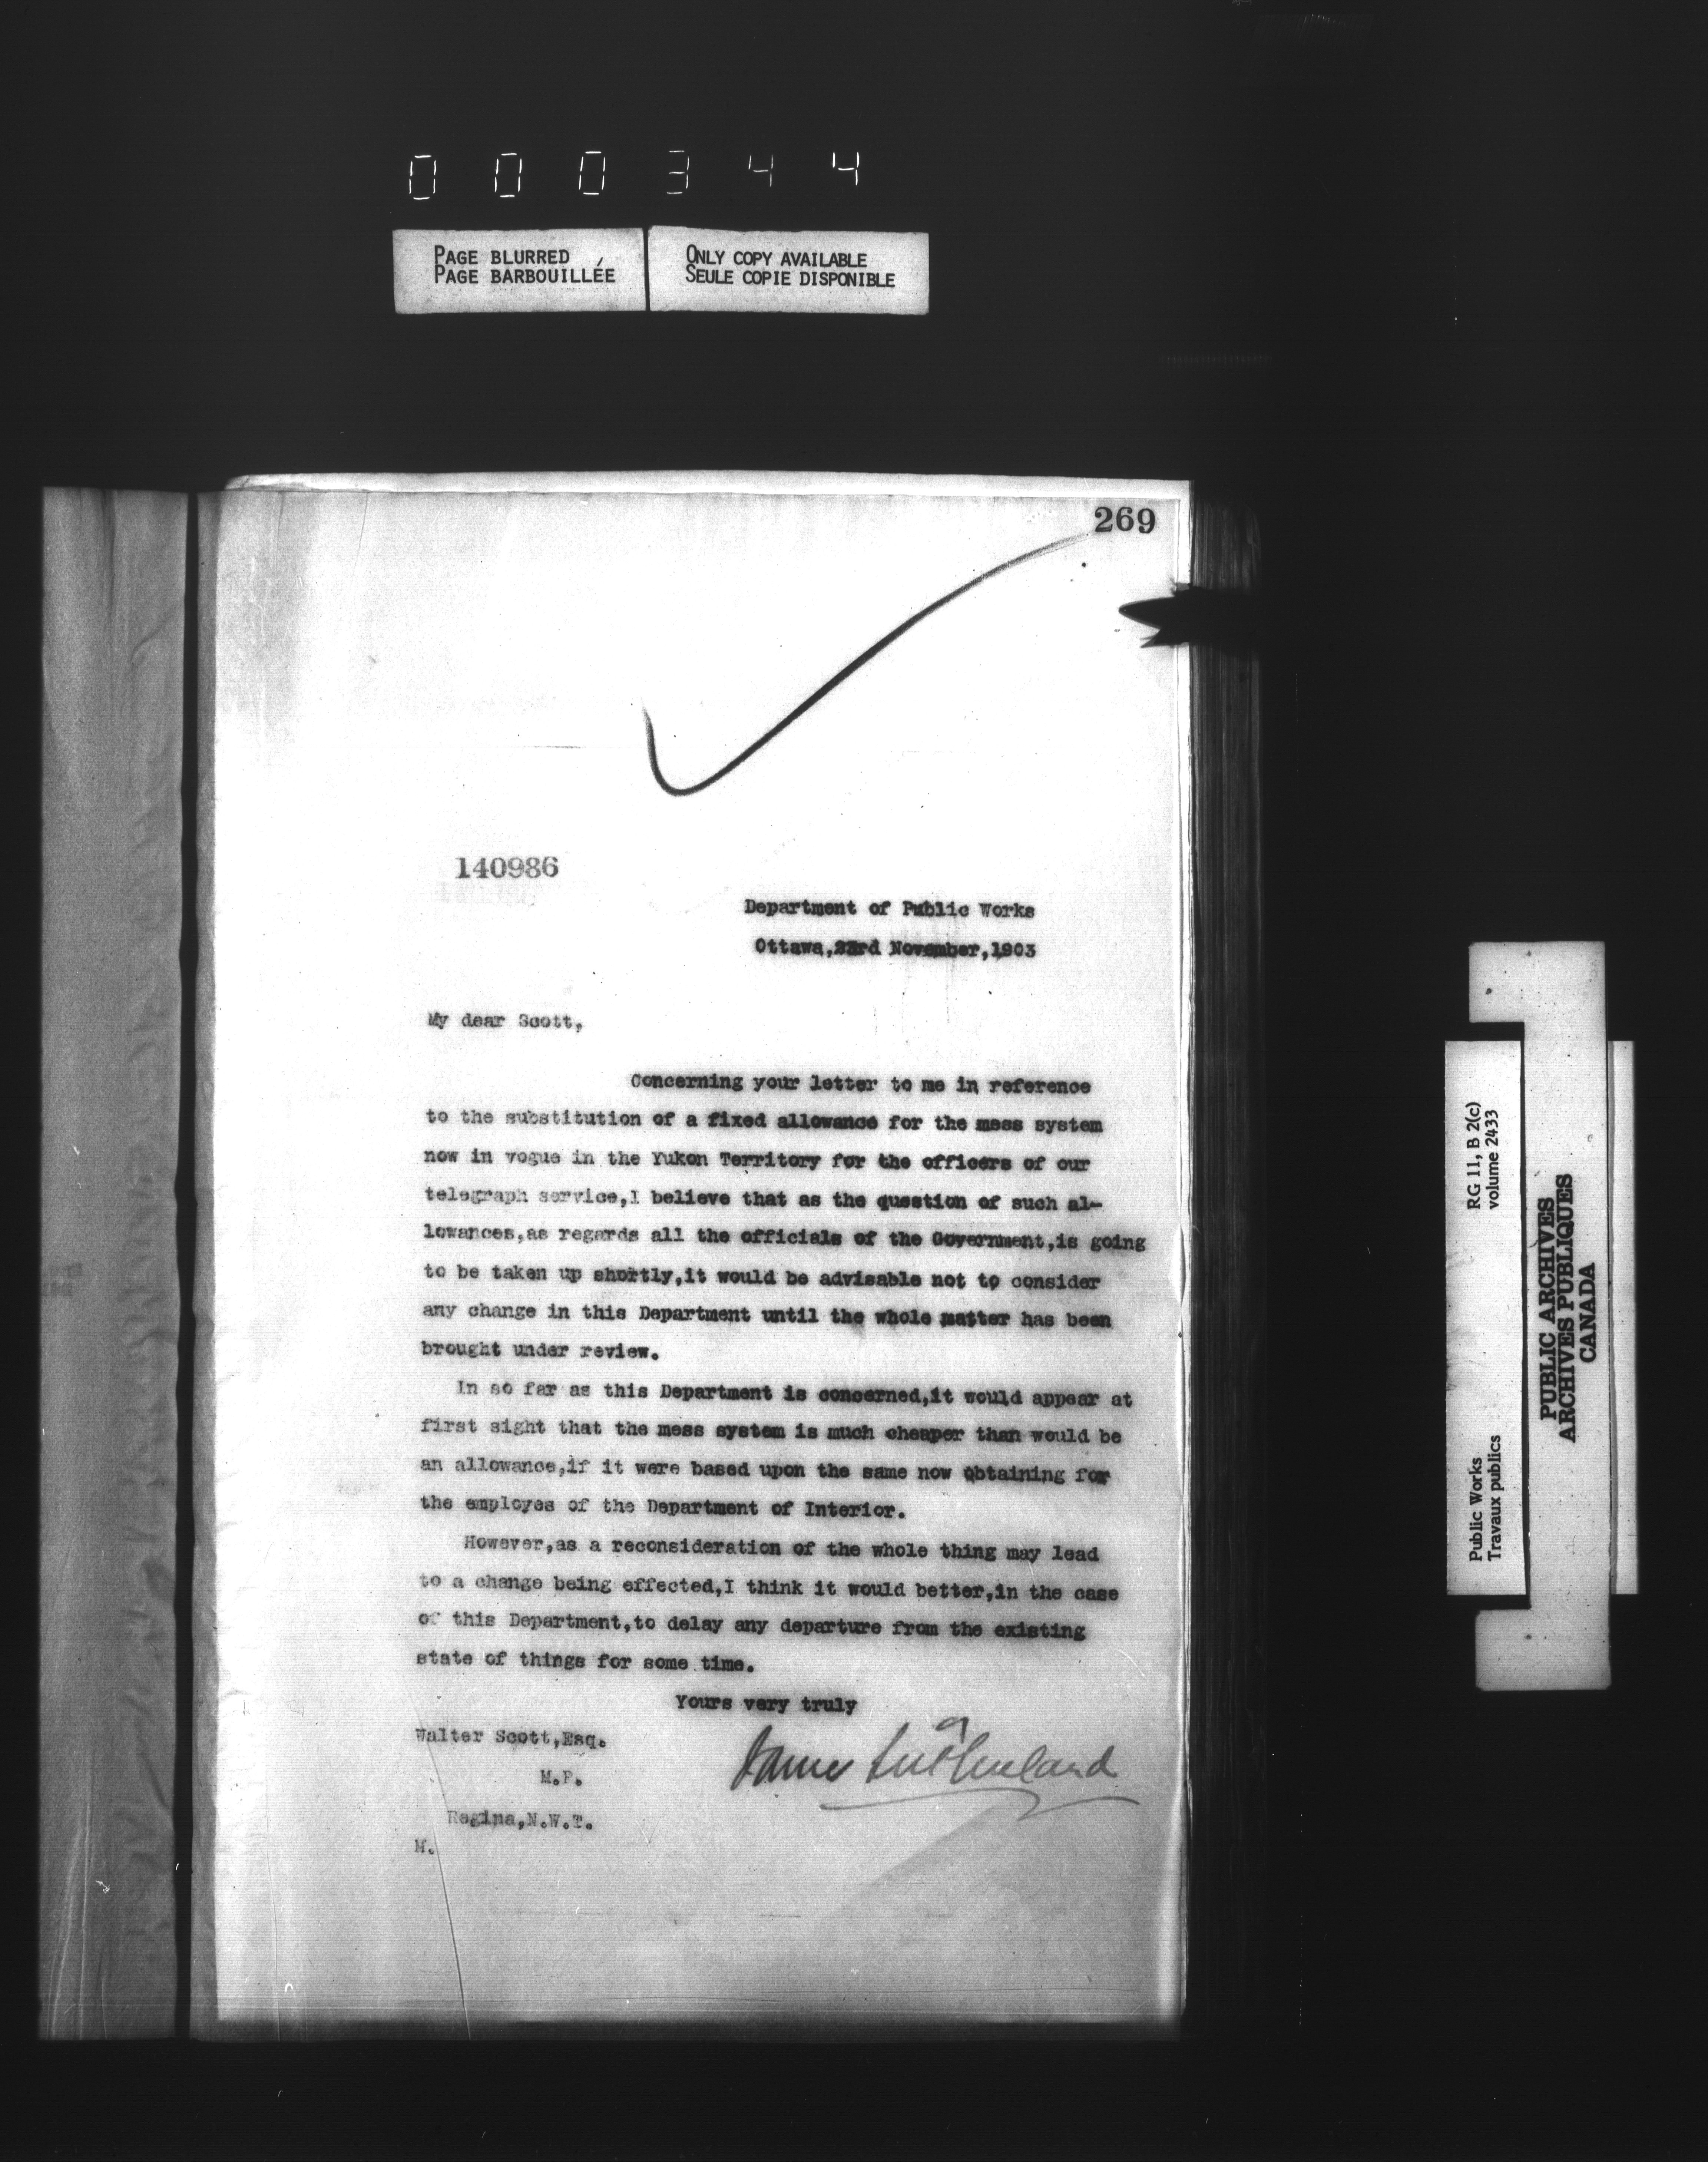 000344
PAGE BLURRED
PAGE BARBOUILLÉE
ONLY COPY AVAILABLE
SEULE COPIE DISPONIBLE
269
140986
Department of Public Works
Ottawa,23rd November,1903
My dear Scott,
Concerning your letter to me in reference
to the substitution of a fixed allowance for the mess system
now in vogue in the Yukon Territory for the officers of our
telegraph service,I believe that as the question of such al-
lowances,as regards all the officials of the Government,is going
to be taken up shortly,it would be advisable not to consider
any change in this Department until the whole matter has been
brought under review.
In so far as this Department is concerned,it would appear at
first sight that the mess system is much cheaper than would be
an allowance,if it were based upon the same now obtaining for
the employes of the Department of Interior.
However,as a reconsideration of the whole thing may lead
to a change being effected,I think it would better,in the case
of this Department,to delay any departure from the existing
state of things for some time.
Yours very truly
James Sutherland
Walter Scott,Esq.
M.P.
Regina,N.W.T.
M.
Public Works
Travaux publics
RG 11, B 2(c)
volume 2433
PUBLIC ARCHIVES
ARCHIVES PUBLIQUES
CANADA